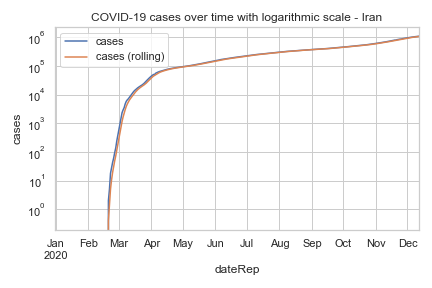 COVID-19 cases over time with logarithmic scale - Iran
cases
cases (rolling)
10⁶
10⁵
10⁴
10³
10²
10¹
10⁰
cases
Jan Feb Mar Apr May Jun Jul Aug Sep Oct Nov Dec
2020
dateRep